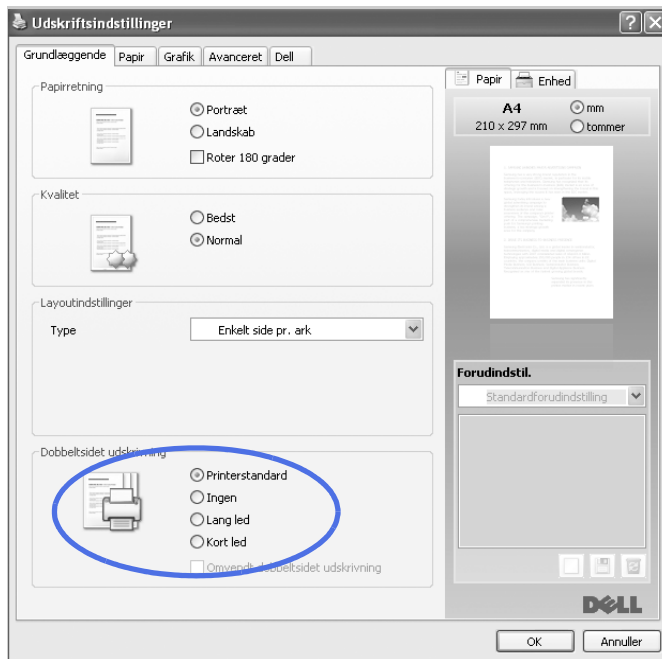 Udskriftsindstillinger
Grundlæggende Papir Grafik Avanceret Dell
Papirretning
Portræt
Landskab
Roter 180 grader
Kvalitet
Bedst
Normal
Layoutindstillinger
Type Enkelt side pr. ark
Dobbeltsidet udskrivning
Printerstandard
Ingen
Lang led
Kort led
Omvendt dobbeltsidet udskrivning
Papir Enhed
A4 mm
210 x 297 mm tommer
Forudindstil.
Standardforudindstilling
DELL
OK Annuller